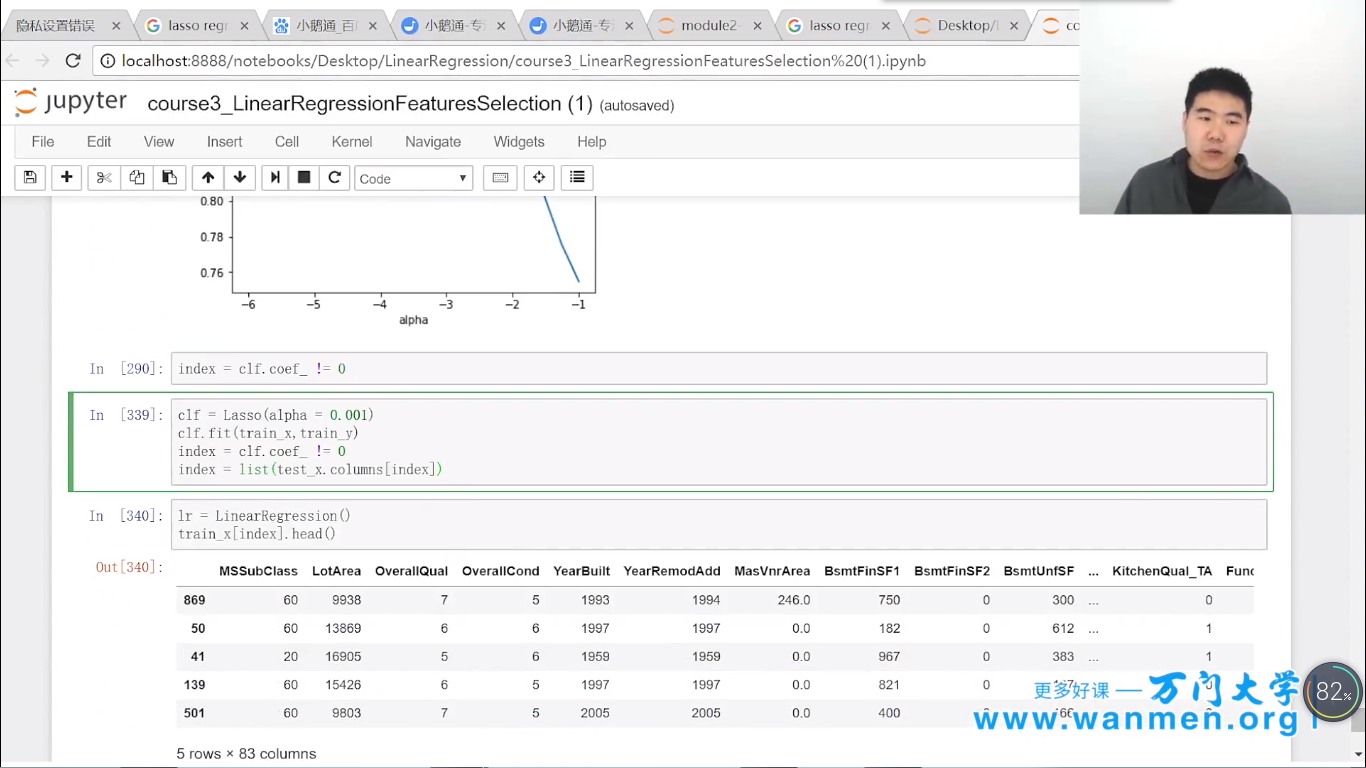 隐私设置错误 lasso regr 小鹅通_百 小鹅通-专 小鹅通-专 module2- lasso regr Desktop/L co
localhost:8888/notebooks/Desktop/LinearRegression/course3_LinearRegressionFeaturesSelection%20(1).ipynb
jupyter course3_LinearRegressionFeaturesSelection (1) (autosaved)
File Edit View Insert Cell Kernel Navigate Widgets Help
Code
0.80
0.78
0.76
−6 −5 −4 −3 −2 −1
alpha
In [290]: index = clf.coef_ != 0
In [339]: clf = Lasso(alpha = 0.001)
clf.fit(train_x,train_y)
index = clf.coef_ != 0
index = list(test_x.columns[index])
In [340]: lr = LinearRegression()
train_x[index].head()
Out[340]:
MSSubClass LotArea OverallQual OverallCond YearBuilt YearRemodAdd MasVnrArea BsmtFinSF1 BsmtFinSF2 BsmtUnfSF ... KitchenQual_TA Func
869 60 9938 7 5 1993 1994 246.0 750 0 300 ... 0
50 60 13869 6 6 1997 1997 0.0 182 0 612 ... 1
41 20 16905 5 6 1959 1959 0.0 967 0 383 ... 1
139 60 15426 6 5 1997 1997 0.0 821 0
501 60 9803 7 5 2005 2005 0.0 400 0
更多好课 — 万门大学
www.wanmen.org
82%
5 rows × 83 columns